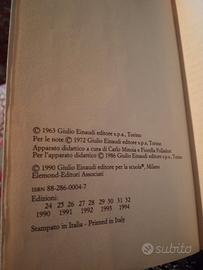 © 1963 Giulio Einaudi editore s.p.a., Torino
Per le note © 1972 Giulio Einaudi editore s.p.a., Torino
Apparato didattico a cura di Carlo Minoia e Fiorella
Per l'apparato didattico © 1986 Giulio Einaudi editore s.p.a., Torino
© 1990 Giulio Einaudi editore per la scuola®, Milano
Elemond-Editori Associati
ISBN 88-286-0004-7
Edizioni:
24 25 26 27 28 29 30 31 32
1990 1991 1992 1993 1994
Stampato in Italia - Printed in Italy
subito